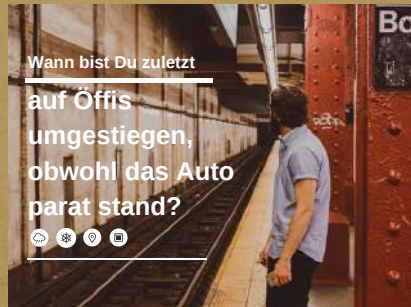 Wann bist Du zuletzt
auf Öffis
umgestiegen,
obwohl das Auto
parat stand?
Bo